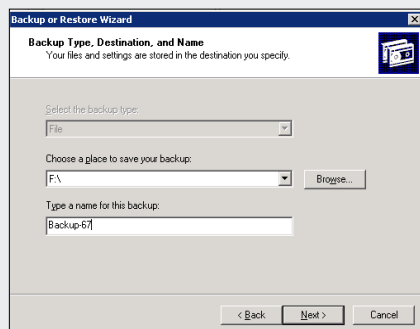 Backup or Restore Wizard
Backup Type, Destination, and Name
Your files and settings are stored in the destination you specify.
Select the backup type:
File
Choose a place to save your backup:
F:\
Browse...
Type a name for this backup:
Backup-67
< Back
Next >
Cancel